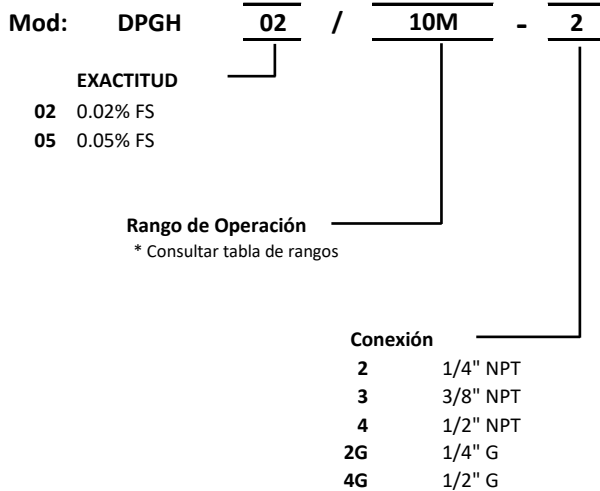 Mod: DPGH 02 / 10M - 2
EXACTITUD
02 0.02% FS
05 0.05% FS
Rango de Operación
* Consultar tabla de rangos
Conexión
2 1/4" NPT
3 3/8" NPT
4 1/2" NPT
2G 1/4" G
4G 1/2" G